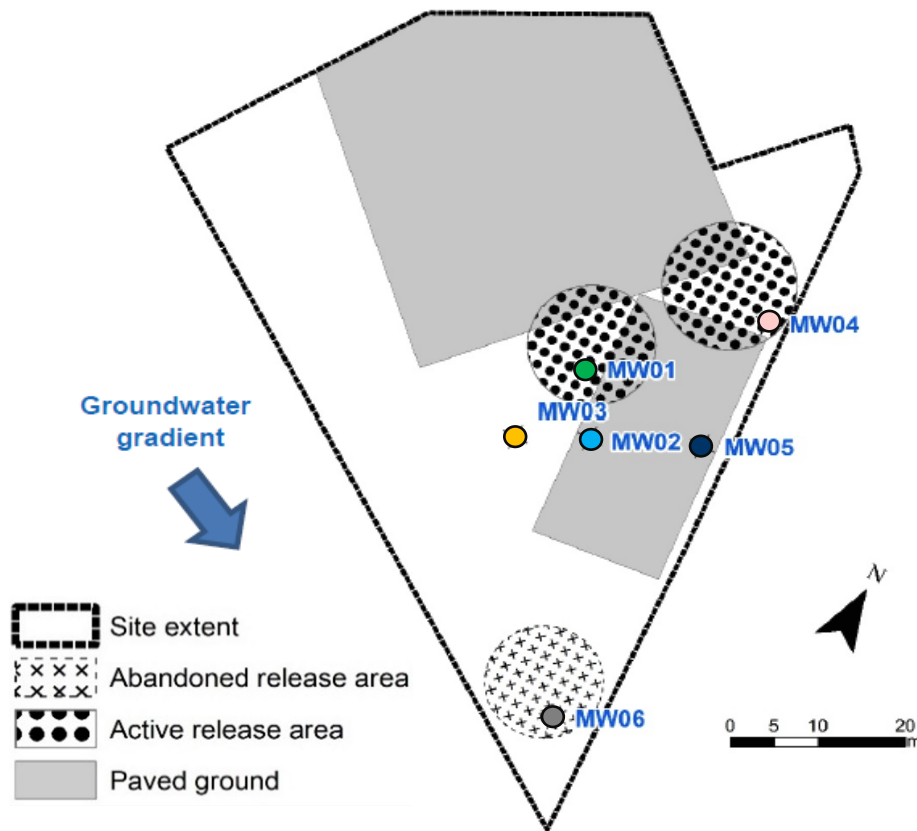 MW04
MW01
MW03
Groundwater
gradient
MW02
MW05
N
Site extent
Abandoned release area
MW06
Active release area
0 5 10 20
m
Paved ground